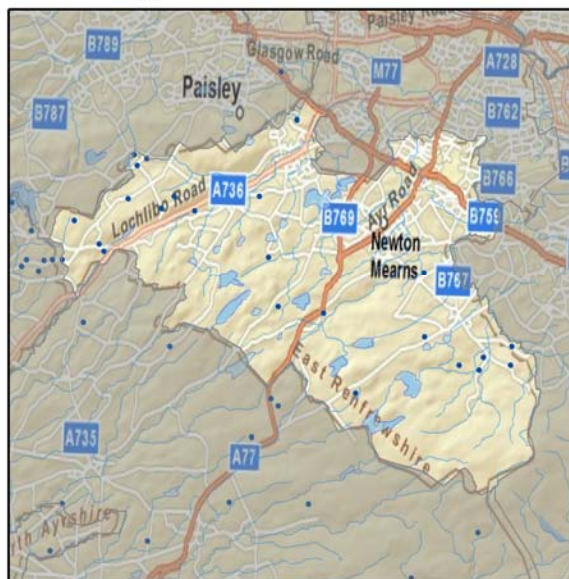 Paisley Road
B789
Glasgow Road
A728
M77
Paisley
B787
B762
Lochlibo Road
A736
B766
B769
Ayr Road
B759
Newton
Mearns
B767
East Renfrewshire
A735
A77
Ayrshire